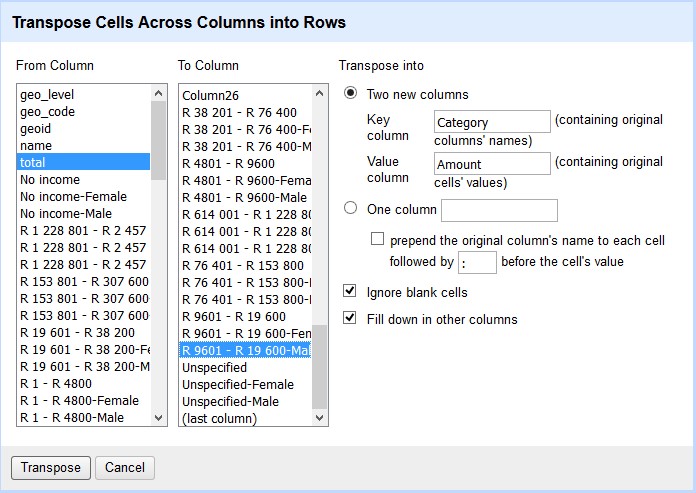 Transpose Cells Across Columns into Rows
From Column
geo_level
geo_code
geoid
name
total
No income
No income-Female
No income-Male
R 1 228 801 - R 2 457
R 1 228 801 - R 2 457
R 1 228 801 - R 2 457
R 153 801 - R 307 600
R 153 801 - R 307 600-
R 153 801 - R 307 600-
R 19 601 - R 38 200
R 19 601 - R 38 200-Fe
R 19 601 - R 38 200-M
R 1 - R 4800
R 1 - R 4800-Female
R 1 - R 4800-Male
To Column
Column26
R 38 201 - R 76 400
R 38 201 - R 76 400-Fe
R 38 201 - R 76 400-M
R 4801 - R 9600
R 4801 - R 9600-Fema
R 4801 - R 9600-Male
R 614 001 - R 1 228 80
R 614 001 - R 1 228 80
R 614 001 - R 1 228 80
R 76 401 - R 153 800
R 76 401 - R 153 800-F
R 76 401 - R 153 800-
R 9601 - R 19 600
R 9601 - R 19 600-Fem
R 9601 - R 19 600-Mal
Unspecified
Unspecified-Female
Unspecified-Male
(last column)
Transpose into
Two new columns
Key column Category (containing original columns' names)
Value column Amount (containing original cells' values)
One column
prepend the original column's name to each cell
followed by : before the cell's value
Ignore blank cells
Fill down in other columns
Transpose Cancel